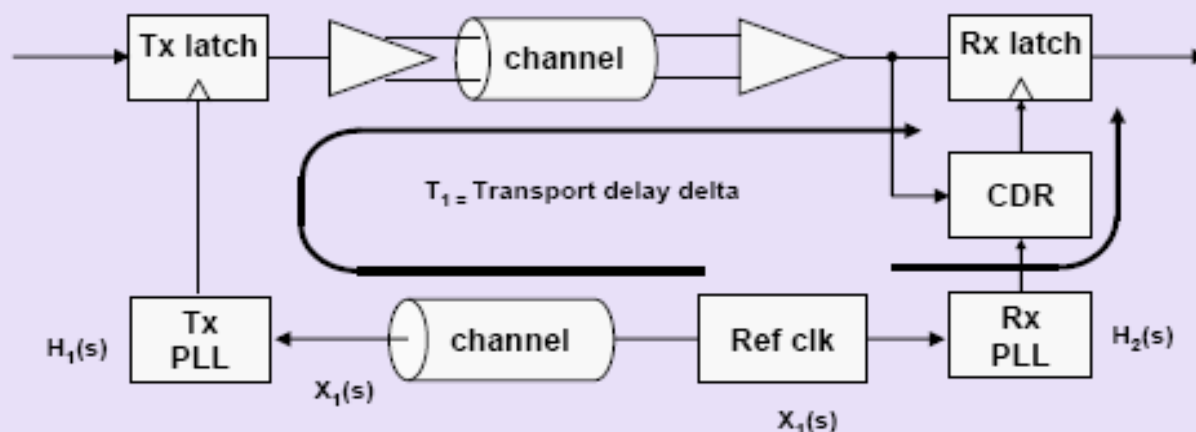 Tx latch
channel
Rx latch
T1 = Transport delay delta
CDR
H1(s)
Tx
PLL
channel
Ref clk
Rx
PLL
H2(s)
X1(s)
X1(s)